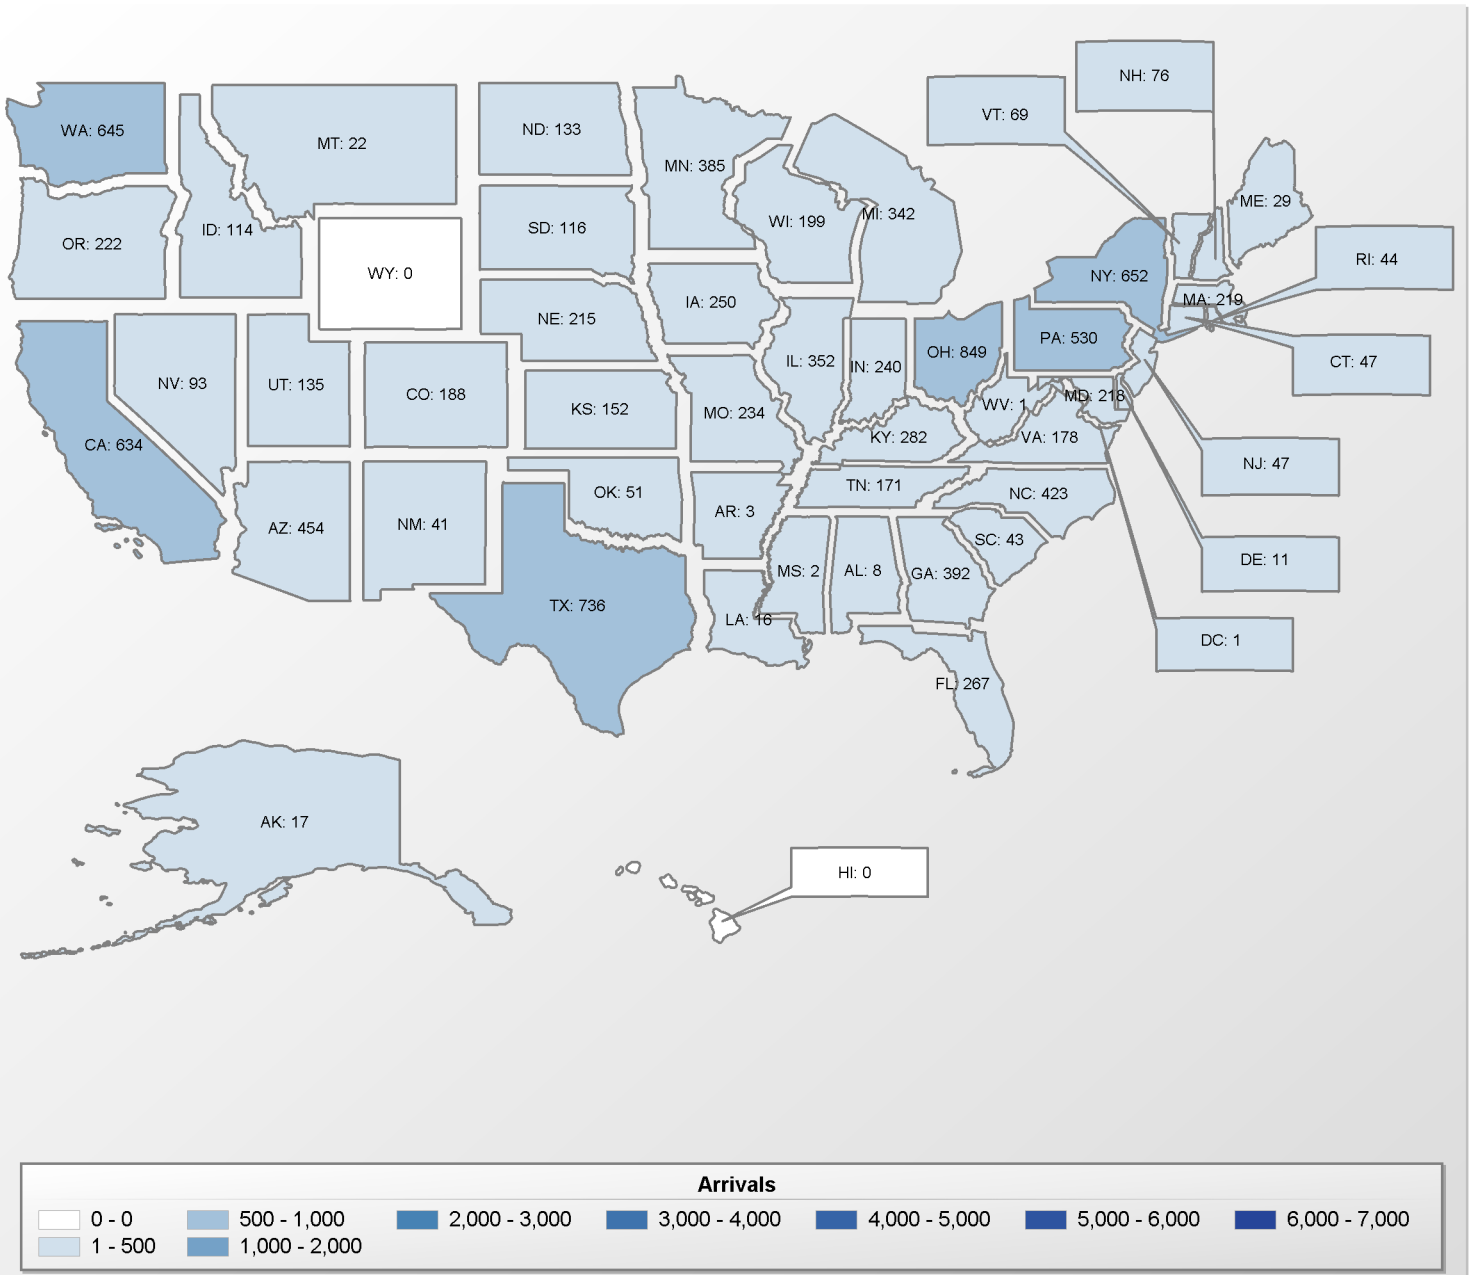 NH: 76
VT: 69
WA: 645
ND: 133
MT: 22
MN: 385
ME: 29
WI: 199
MI: 342
SD: 116
ID: 114
OR: 222
RI: 44
WY: 0
NY: 652
MA: 219
IA: 250
NE: 215
PA: 530
OH: 849
IL: 352
CT: 47
IN: 240
NV: 93
UT: 135
CO: 188
MD: 218
WV: 1
KS: 152
MO: 234
KY: 282
VA: 178
CA: 634
NJ: 47
TN: 171
OK: 51
NC: 423
AR: 3
NM: 41
AZ: 454
SC: 43
DE: 11
MS: 2
AL: 8
GA: 392
TX: 736
LA: 16
DC: 1
FL: 267
AK: 17
HI: 0
Arrivals
0 - 0
500 - 1,000
2,000 - 3,000
3,000 - 4,000
4,000 - 5,000
5,000 - 6,000
6,000 - 7,000
1 - 500
1,000 - 2,000